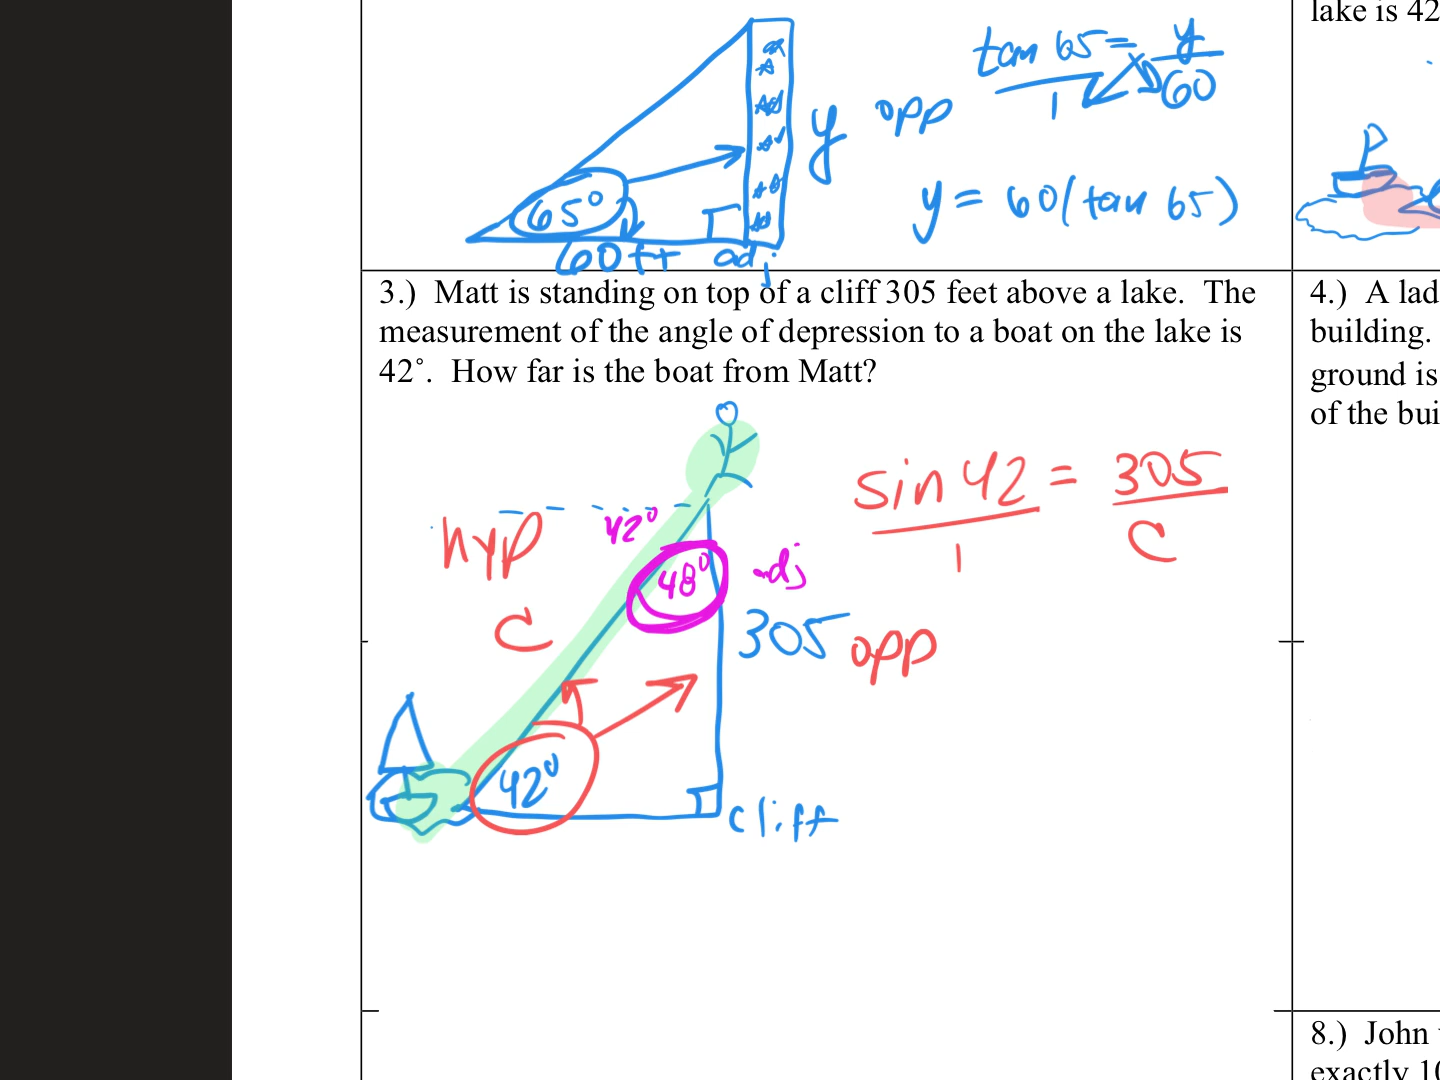 lake is 42
tan 65 = y
1 60
y opp
65°
y = 60(tan 65)
60ft adj
3.) Matt is standing on top of a cliff 305 feet above a lake. The
measurement of the angle of depression to a boat on the lake is
42°. How far is the boat from Matt?
4.) A lad
building.
ground is
of the bui
sin 42 = 305
1 C
hyp 42°
48° adj
C 305 opp
42°
cliff
8.) John
exactly 10